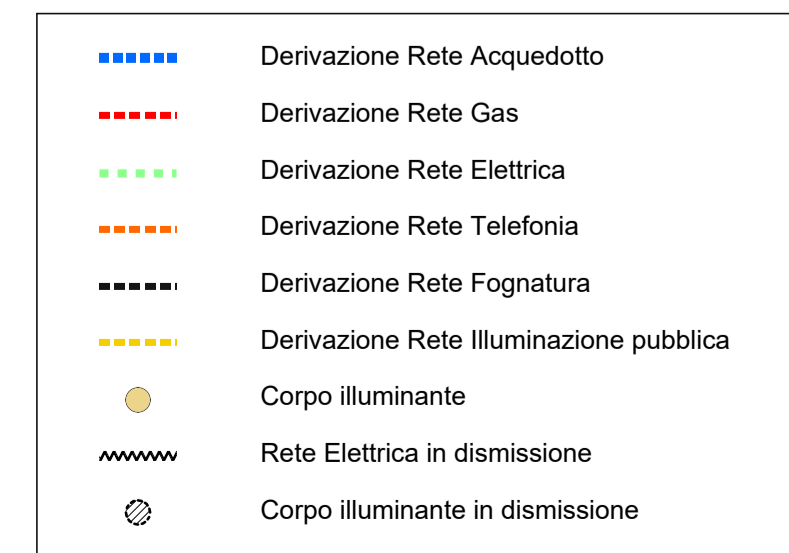 Derivazione Rete Acquedotto
Derivazione Rete Gas
Derivazione Rete Elettrica
Derivazione Rete Telefonia
Derivazione Rete Fognatura
Derivazione Rete Illuminazione pubblica
Corpo illuminante
Rete Elettrica in dismissione
Corpo illuminante in dismissione